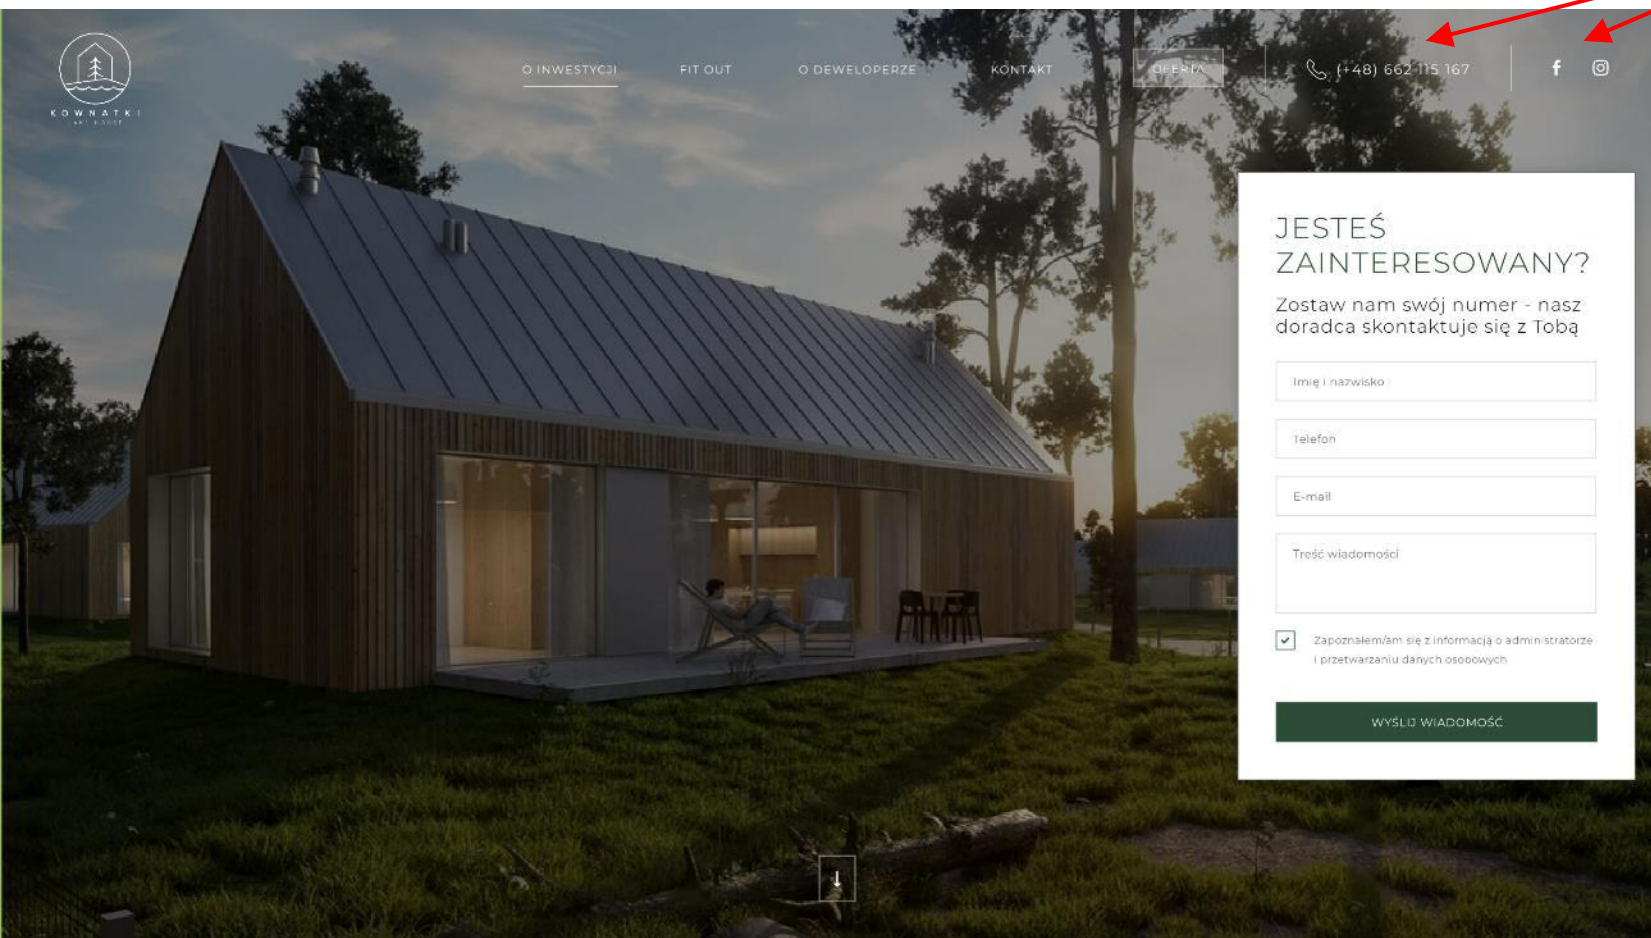 KOWNATKI
O INWESTYCJI
FIT OUT
O DEWELOPERZE
KONTAKT
OFERTA
(+48) 662 115 167
JESTEŚ
ZAINTERESOWANY?
Zostaw nam swój numer - nasz
doradca skontaktuje się z Tobą
Imię i nazwisko
Telefon
E-mail
Treść wiadomości
Zapoznałem/am się z informacją o administratorze
i przetwarzaniu danych osobowych
WYŚLIJ WIADOMOŚĆ